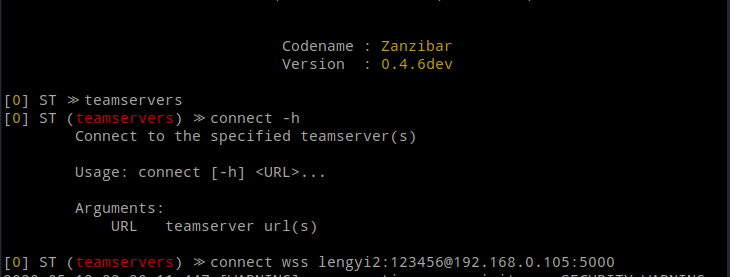 Codename : Zanzibar
Version : 0.4.6dev
[0] ST ≫ teamservers
[0] ST (teamservers) ≫ connect -h
Connect to the specified teamserver(s)
Usage: connect [-h] <URL>...
Arguments:
URL teamserver url(s)
[0] ST (teamservers) ≫ connect wss lengyi2:123456@192.168.0.105:5000